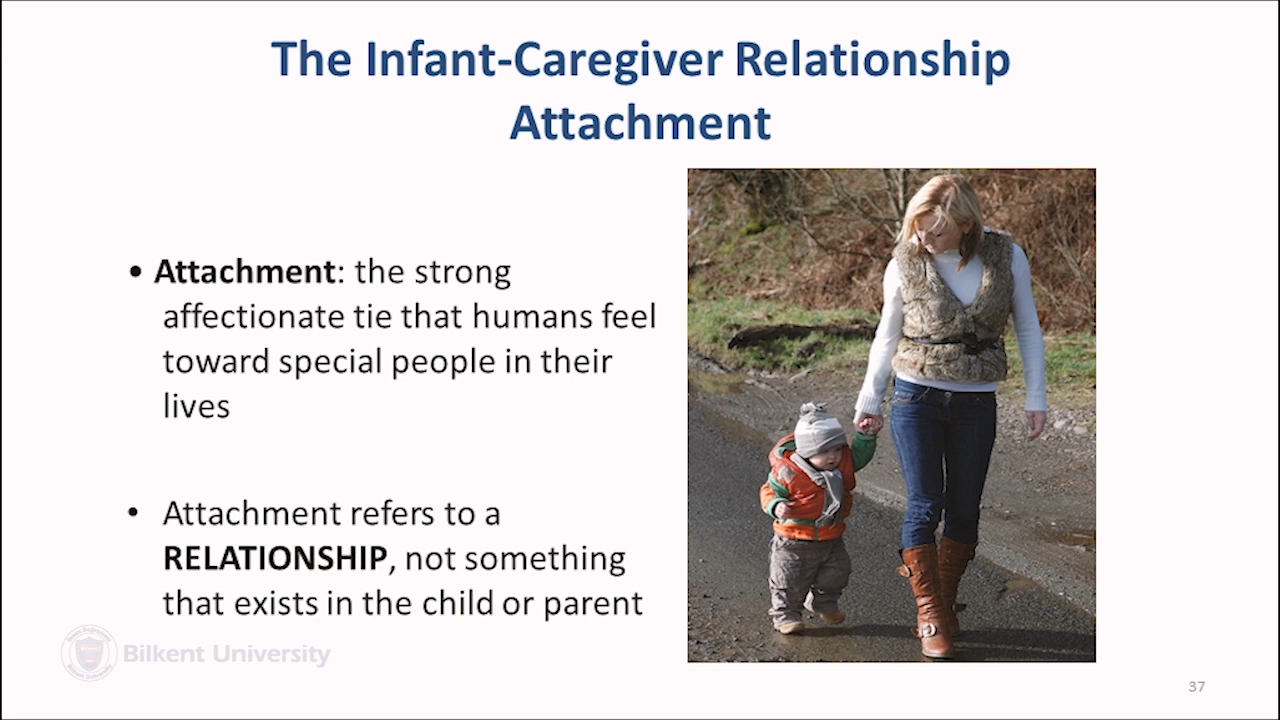 The Infant-Caregiver Relationship
Attachment
• Attachment: the strong
affectionate tie that humans feel
toward special people in their
lives
• Attachment refers to a
RELATIONSHIP, not something
that exists in the child or parent
Bilkent University
37